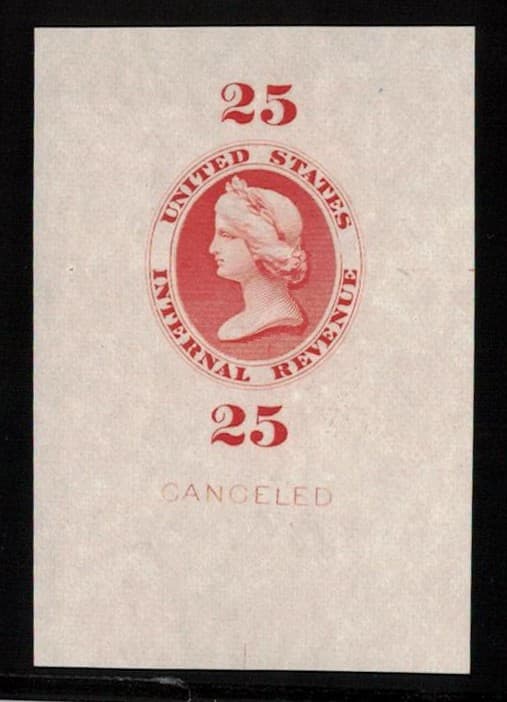 25
UNITED STATES
INTERNAL REVENUE
25
CANCELED